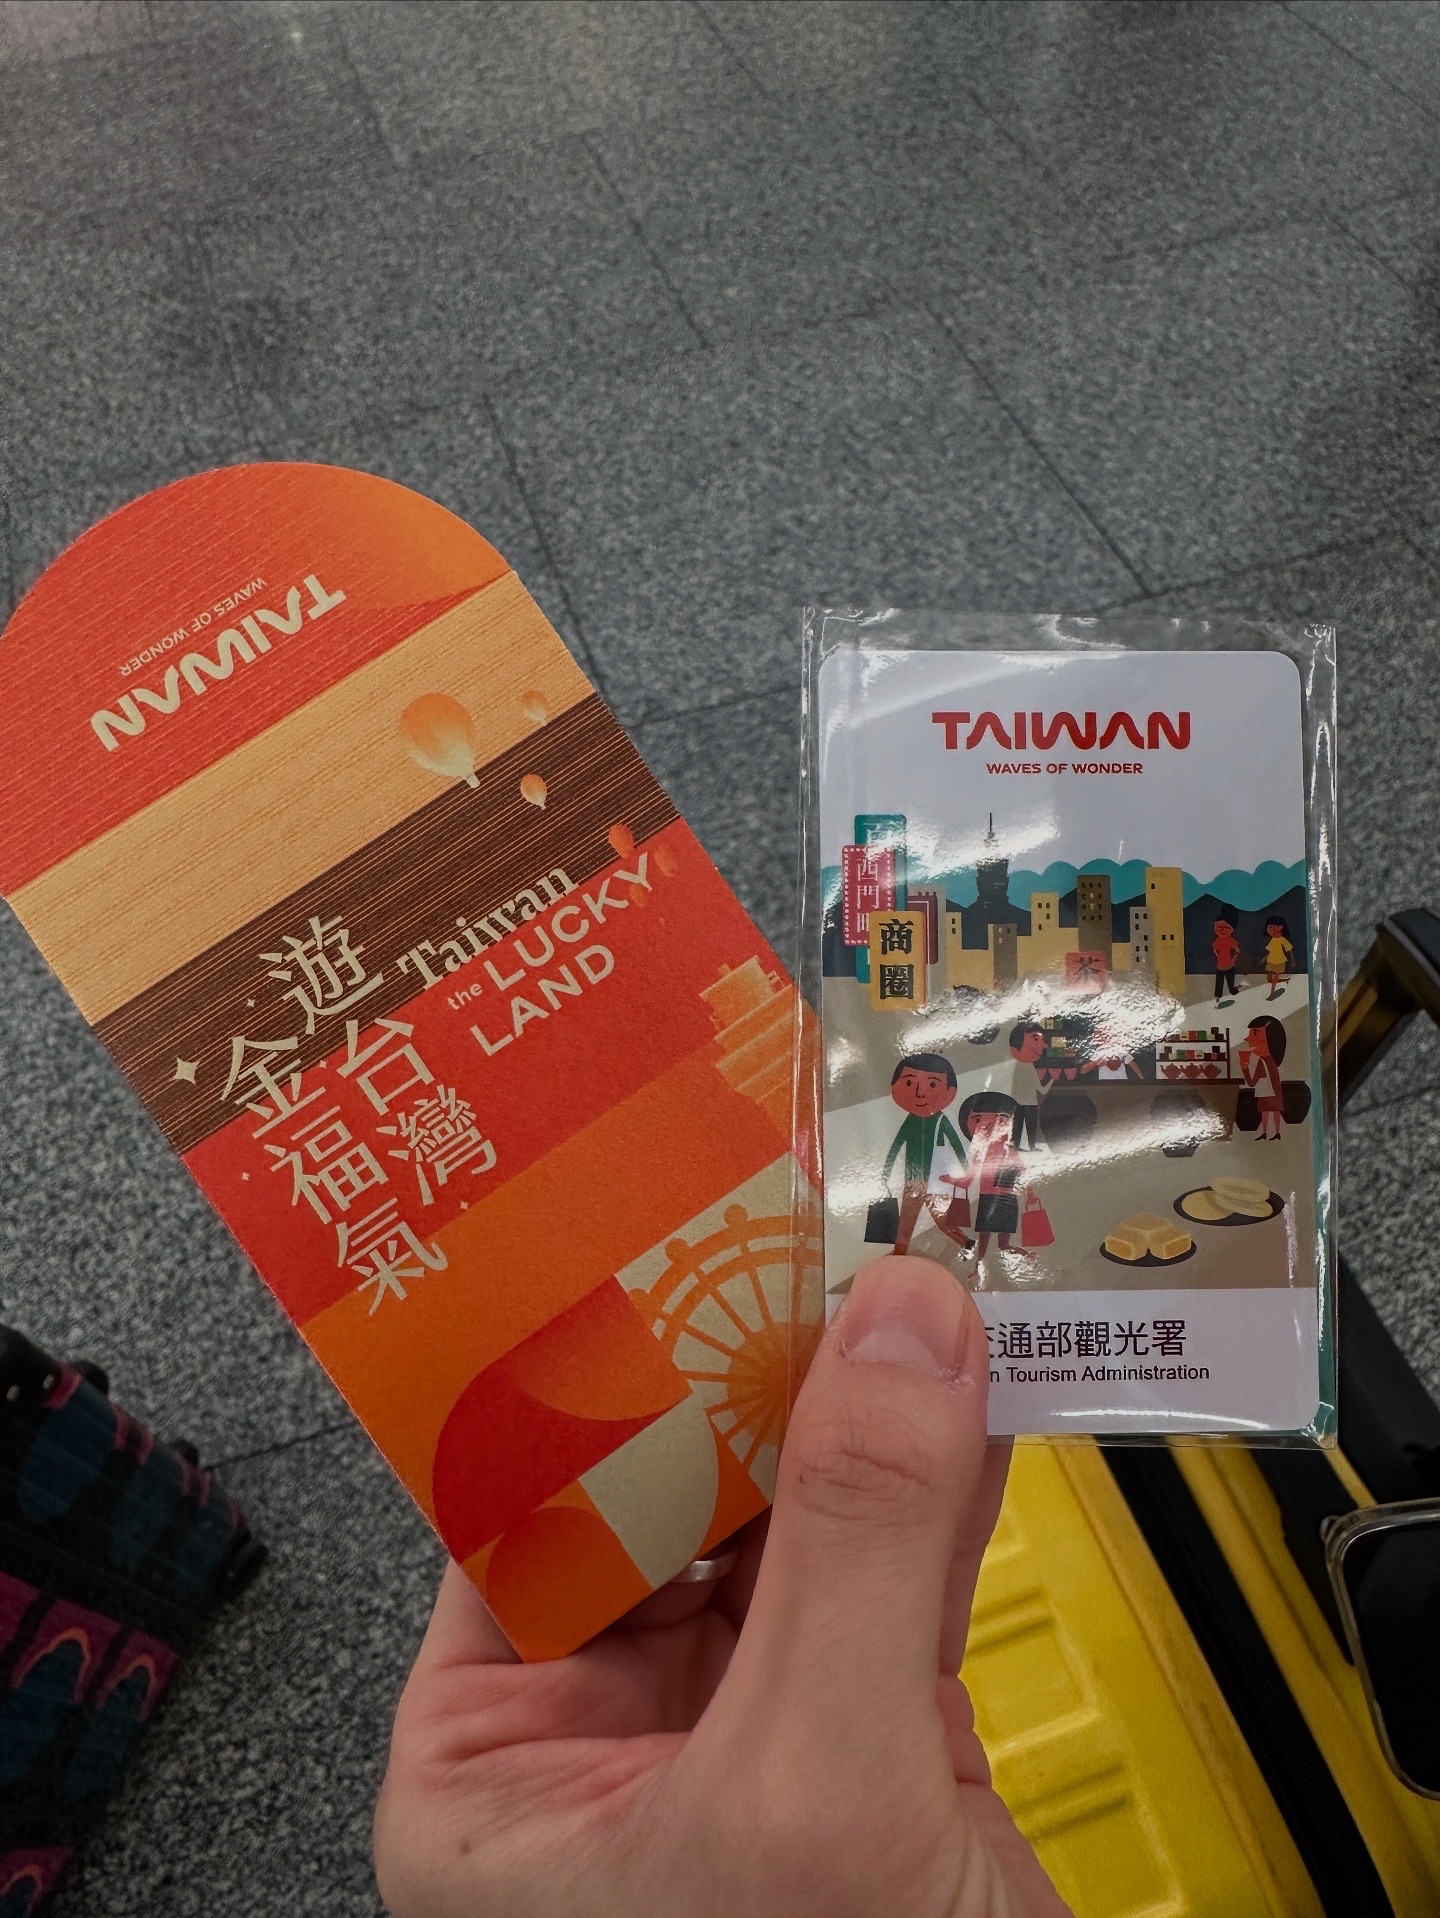 TAIWAN
WAVES OF WONDER
遊台灣
金福氣
Taiwan
the LUCKY
LAND
TAIWAN
WAVES OF WONDER
西門町
商圈
茶
交通部觀光署
Tourism Administration